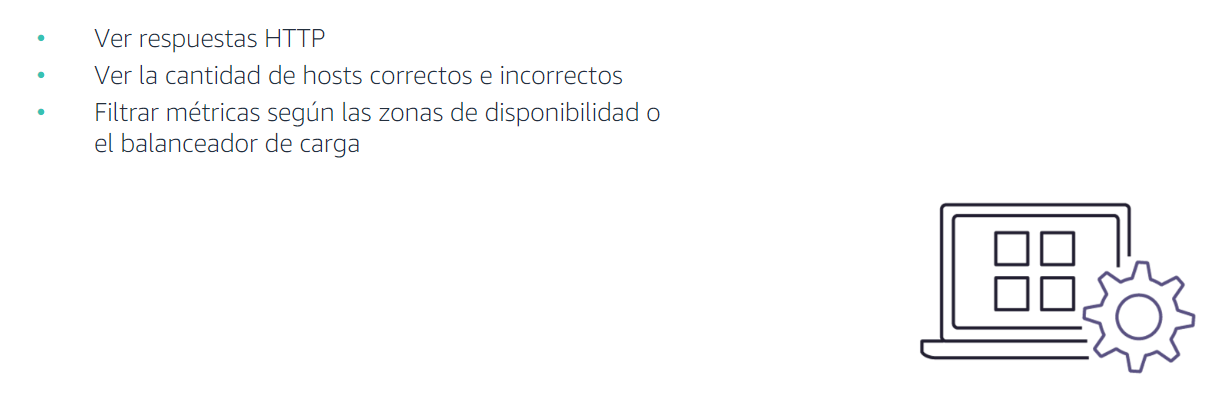 • Ver respuestas HTTP
• Ver la cantidad de hosts correctos e incorrectos
• Filtrar métricas según las zonas de disponibilidad o
el balanceador de carga